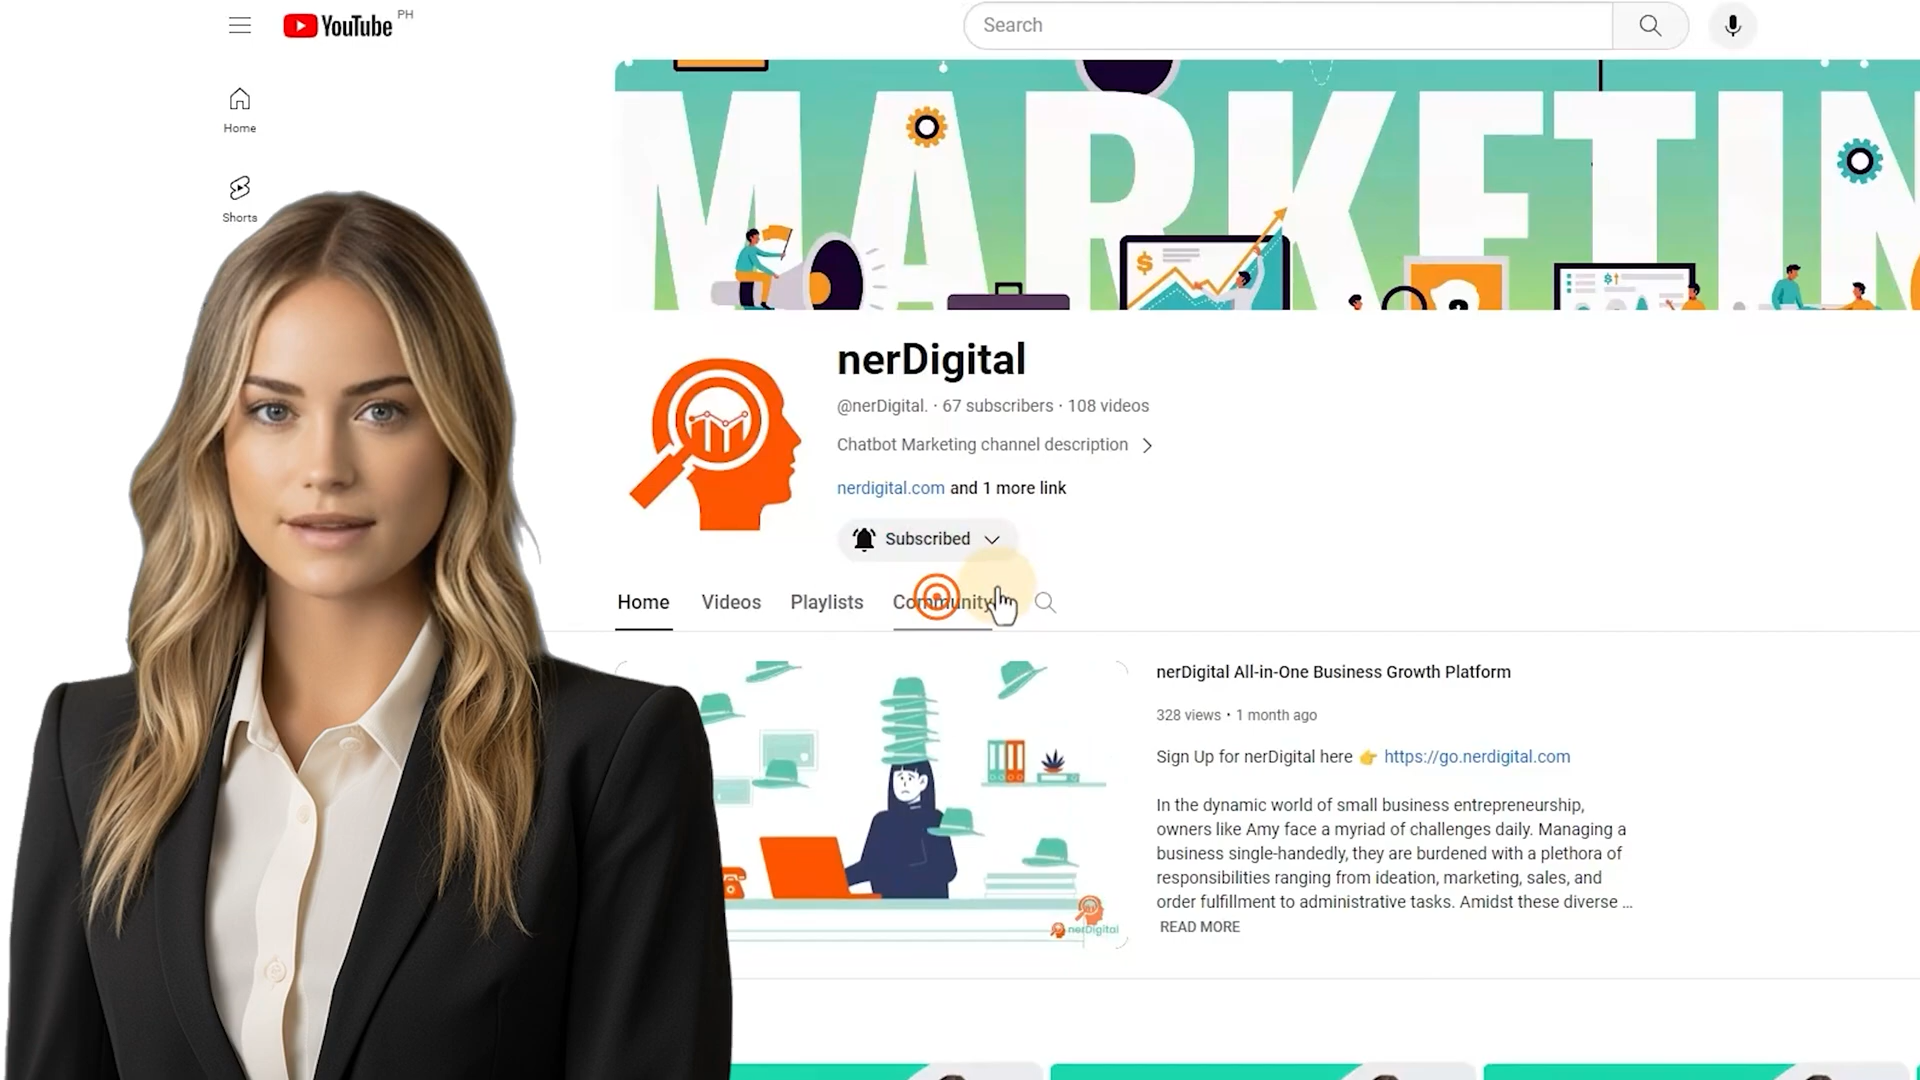 YouTube PH
Search
Home
Shorts
MARKETIN
nerDigital
@nerDigital. · 67 subscribers · 108 videos
Chatbot Marketing channel description
nerdigital.com and 1 more link
Subscribed
Home Videos Playlists Community
nerDigital All-in-One Business Growth Platform
328 views · 1 month ago
Sign Up for nerDigital here 👉 https://go.nerdigital.com
In the dynamic world of small business entrepreneurship,
owners like Amy face a myriad of challenges daily. Managing a
business single-handedly, they are burdened with a plethora of
responsibilities ranging from ideation, marketing, sales, and
order fulfillment to administrative tasks. Amidst these diverse ...
READ MORE
nerDigital